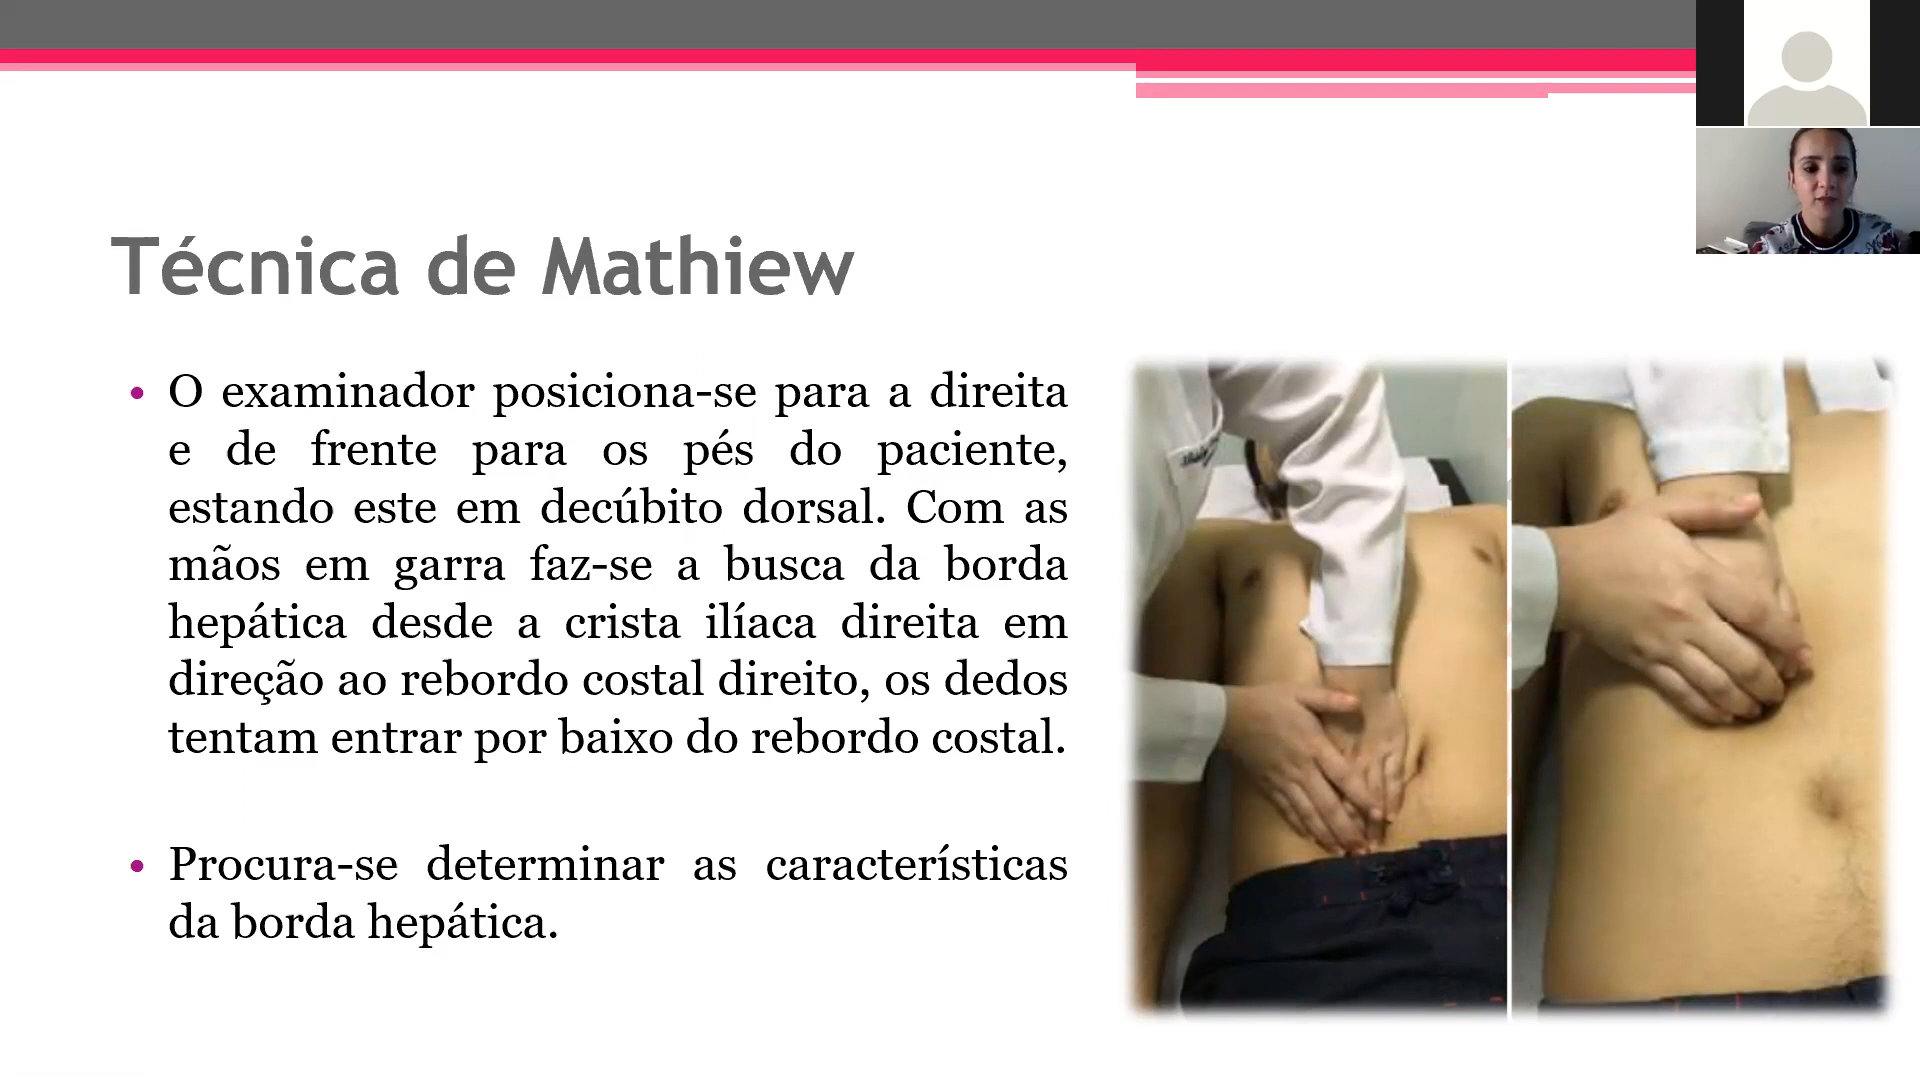 Técnica de Mathiew
• O examinador posiciona-se para a direita
e de frente para os pés do paciente,
estando este em decúbito dorsal. Com as
mãos em garra faz-se a busca da borda
hepática desde a crista ilíaca direita em
direção ao rebordo costal direito, os dedos
tentam entrar por baixo do rebordo costal.
• Procura-se determinar as características
da borda hepática.